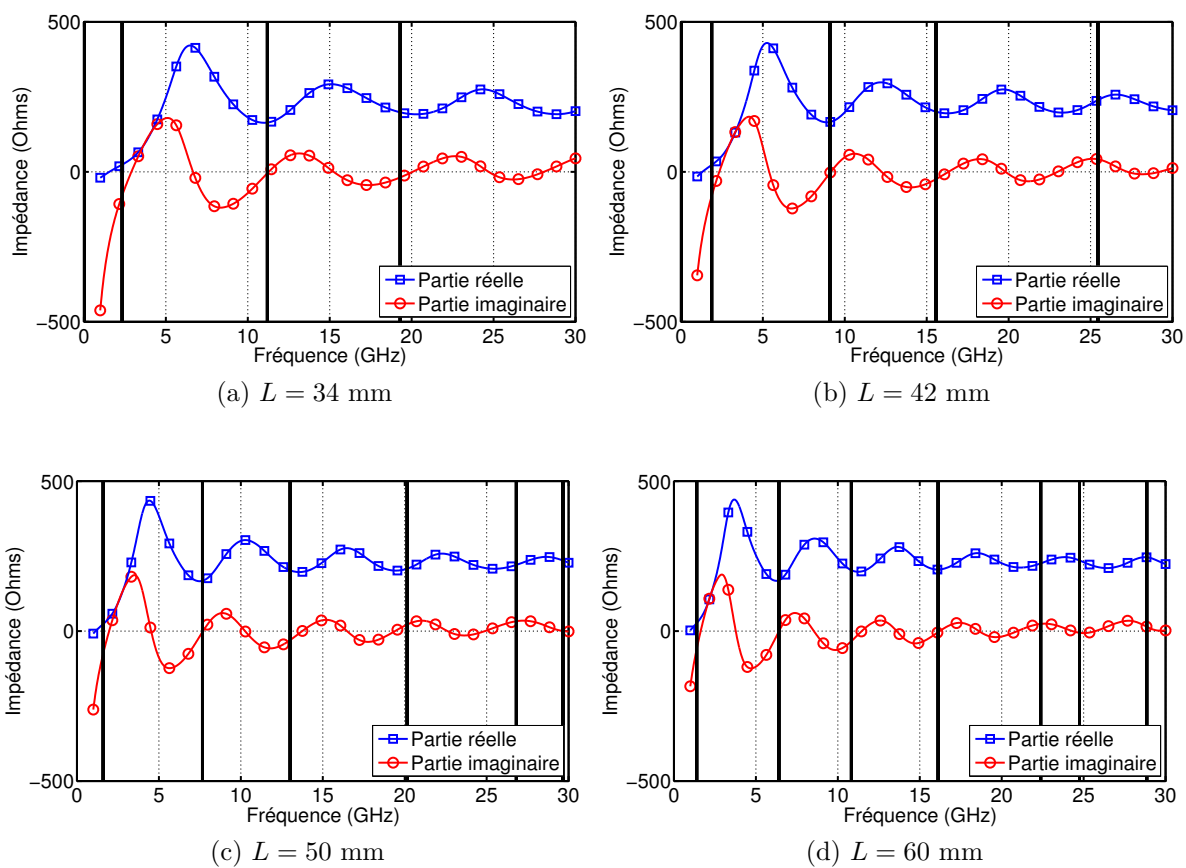 500
0
−500
Impédance (Ohms)
0 5 10 15 20 25 30
Fréquence (GHz)
Partie réelle
Partie imaginaire
(a) L = 34 mm
500
0
−500
Impédance (Ohms)
0 5 10 15 20 25 30
Fréquence (GHz)
Partie réelle
Partie imaginaire
(b) L = 42 mm
500
0
−500
Impédance (Ohms)
0 5 10 15 20 25 30
Fréquence (GHz)
Partie réelle
Partie imaginaire
(c) L = 50 mm
500
0
−500
Impédance (Ohms)
0 5 10 15 20 25 30
Fréquence (GHz)
Partie réelle
Partie imaginaire
(d) L = 60 mm